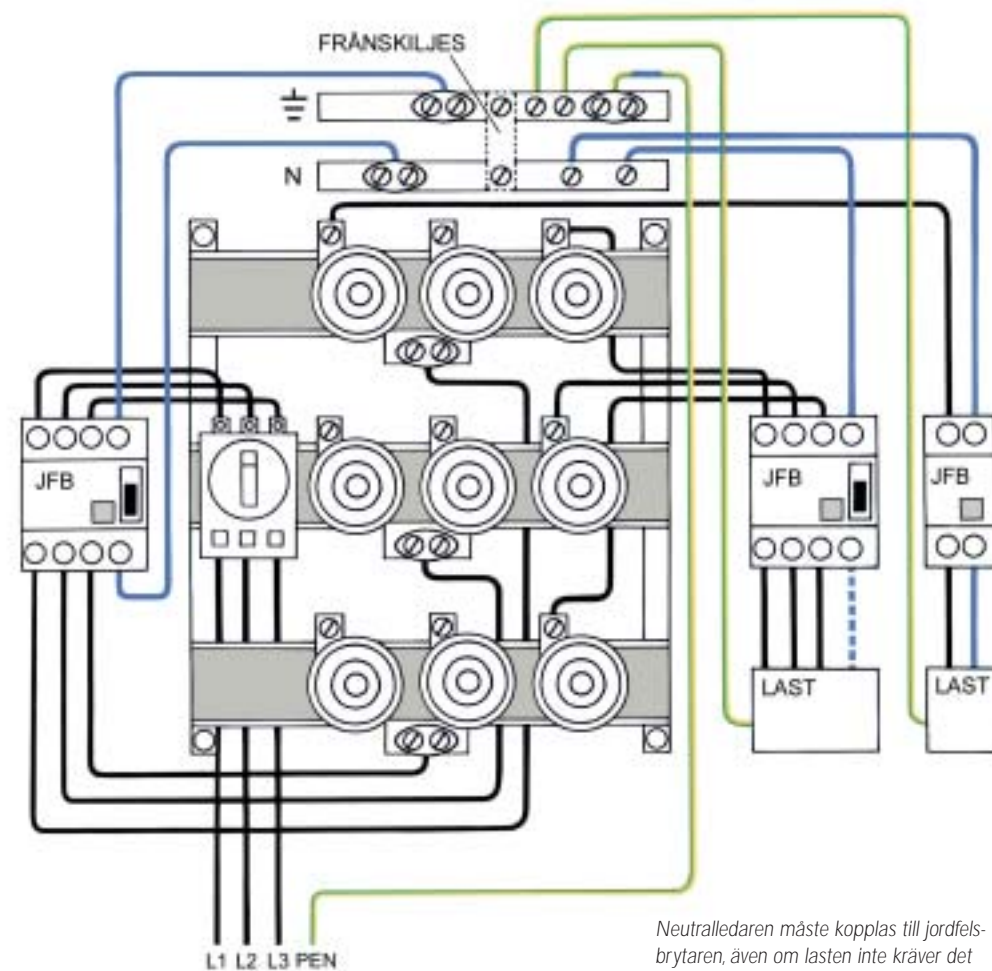 FRÅNSKILJES
N
JFB
JFB
JFB
LAST
LAST
L1 L2 L3 PEN
Neutralledaren måste kopplas till jordfels-
brytaren, även om lasten inte kräver det